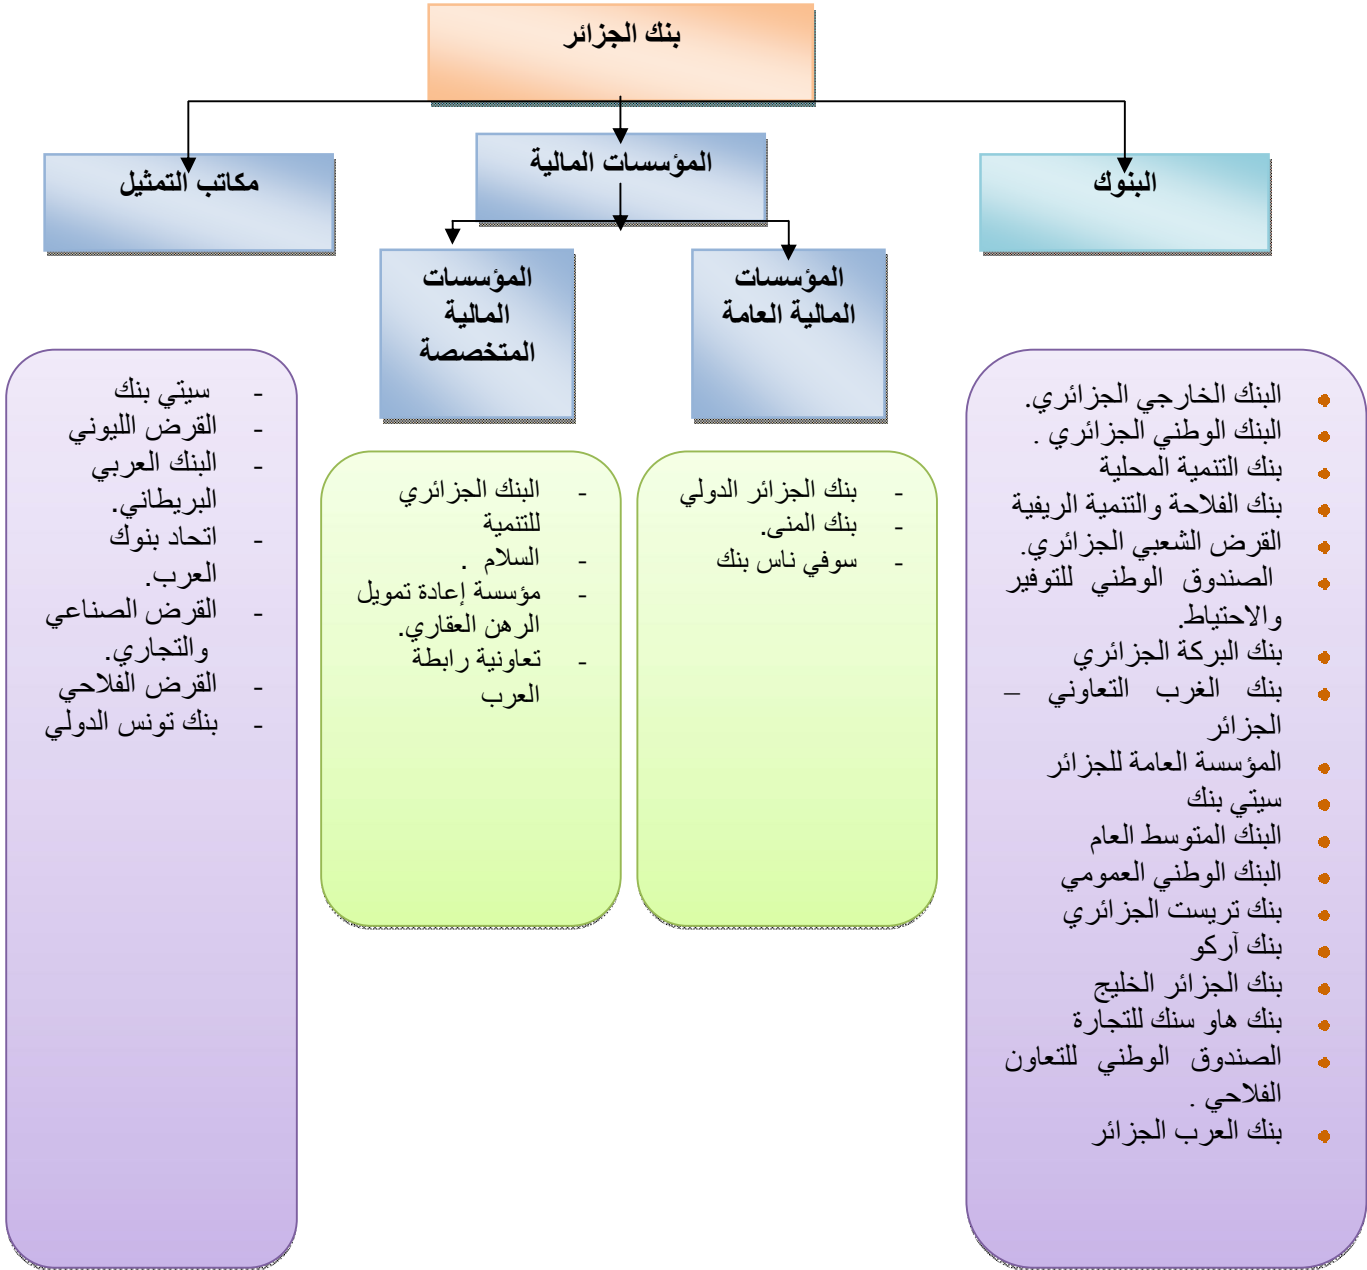 بنك الجزائر
البنوك
المؤسسات المالية
مكاتب التمثيل
المؤسسات
المالية العامة
المؤسسات
المالية
المتخصصة
البنك الخارجي الجزائري.
البنك الوطني الجزائري .
بنك التنمية المحلية
بنك الفلاحة والتنمية الريفية
القرض الشعبي الجزائري.
الصندوق الوطني للتوفير
والاحتياط.
بنك البركة الجزائري
بنك الغرب التعاوني –
الجزائر
المؤسسة العامة للجزائر
سيتي بنك
البنك المتوسط العام
البنك الوطني العمومي
بنك تريست الجزائري
بنك آركو
بنك الجزائر الخليج
بنك هاو سنك للتجارة
الصندوق الوطني للتعاون
الفلاحي .
بنك العرب الجزائر
- بنك الجزائر الدولي
- بنك المنى.
- سوفي ناس بنك
- البنك الجزائري
للتنمية
- السلام .
- مؤسسة إعادة تمويل
الرهن العقاري.
- تعاونية رابطة
العرب
- سيتي بنك
- القرض الليوني
- البنك العربي
البريطاني.
- اتحاد بنوك
العرب.
- القرض الصناعي
والتجاري.
- القرض الفلاحي
- بنك تونس الدولي